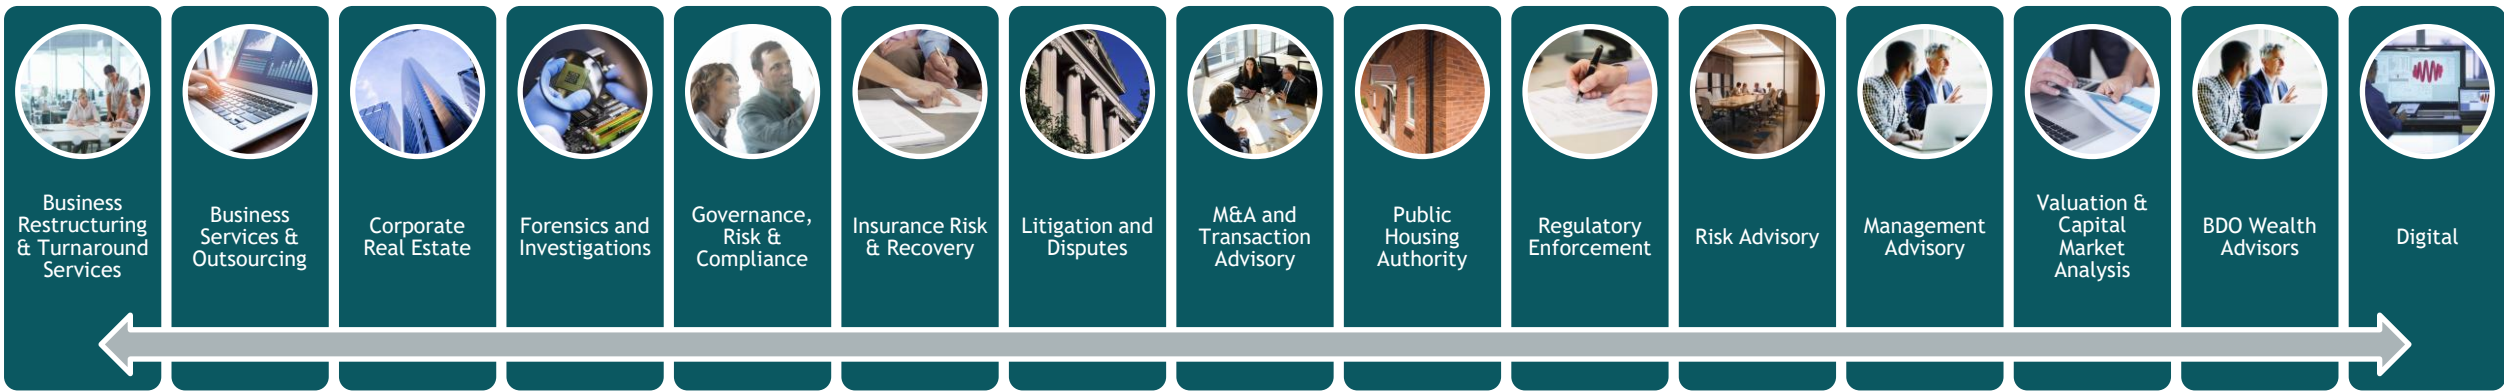 Business
Restructuring
& Turnaround
Services
Business
Services &
Outsourcing
Corporate
Real Estate
Forensics and
Investigations
Governance,
Risk &
Compliance
Insurance Risk
& Recovery
Litigation and
Disputes
M&A and
Transaction
Advisory
Public
Housing
Authority
Regulatory
Enforcement
Risk Advisory
Management
Advisory
Valuation &
Capital
Market
Analysis
BDO Wealth
Advisors
Digital